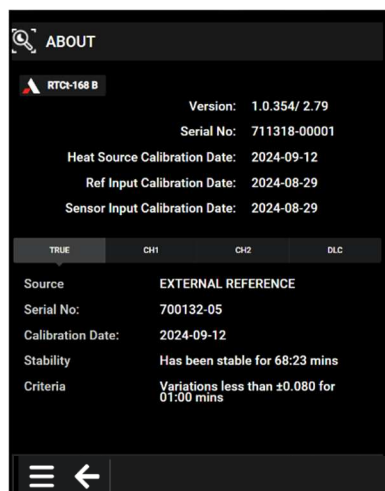 ABOUT
RTCt-168 B
Version: 1.0.354/ 2.79
Serial No: 711318-00001
Heat Source Calibration Date: 2024-09-12
Ref Input Calibration Date: 2024-08-29
Sensor Input Calibration Date: 2024-08-29
TRUE CH1 CH2 DLC
Source EXTERNAL REFERENCE
Serial No: 700132-05
Calibration Date: 2024-09-12
Stability Has been stable for 68:23 mins
Criteria Variations less than ±0.080 for
01:00 mins